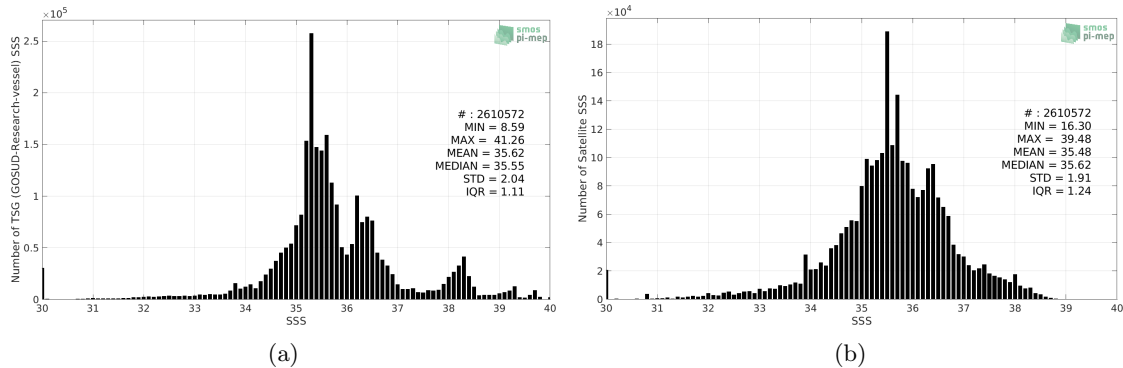 ×10^5
smos
pi-mep
2.5
2
1.5
1
0.5
0
Number of TSG (GOSUD-Research-vessel) SSS
# : 2610572
MIN = 8.59
MAX = 41.26
MEAN = 35.62
MEDIAN = 35.55
STD = 2.04
IQR = 1.11
30 31 32 33 34 35 36 37 38 39 40
SSS
(a)
×10^4
smos
pi-mep
18
16
14
12
10
8
6
4
2
0
Number of Satellite SSS
# : 2610572
MIN = 16.30
MAX = 39.48
MEAN = 35.48
MEDIAN = 35.62
STD = 1.91
IQR = 1.24
30 31 32 33 34 35 36 37 38 39 40
SSS
(b)